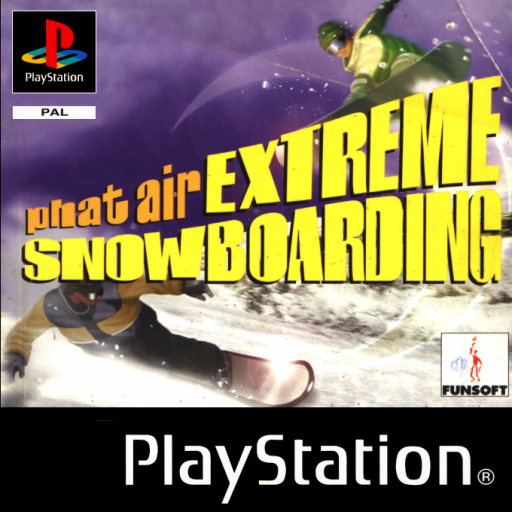 PlayStation
PAL
phat air EXTREME
SNOWBOARDING
FUNSOFT
PlayStation®